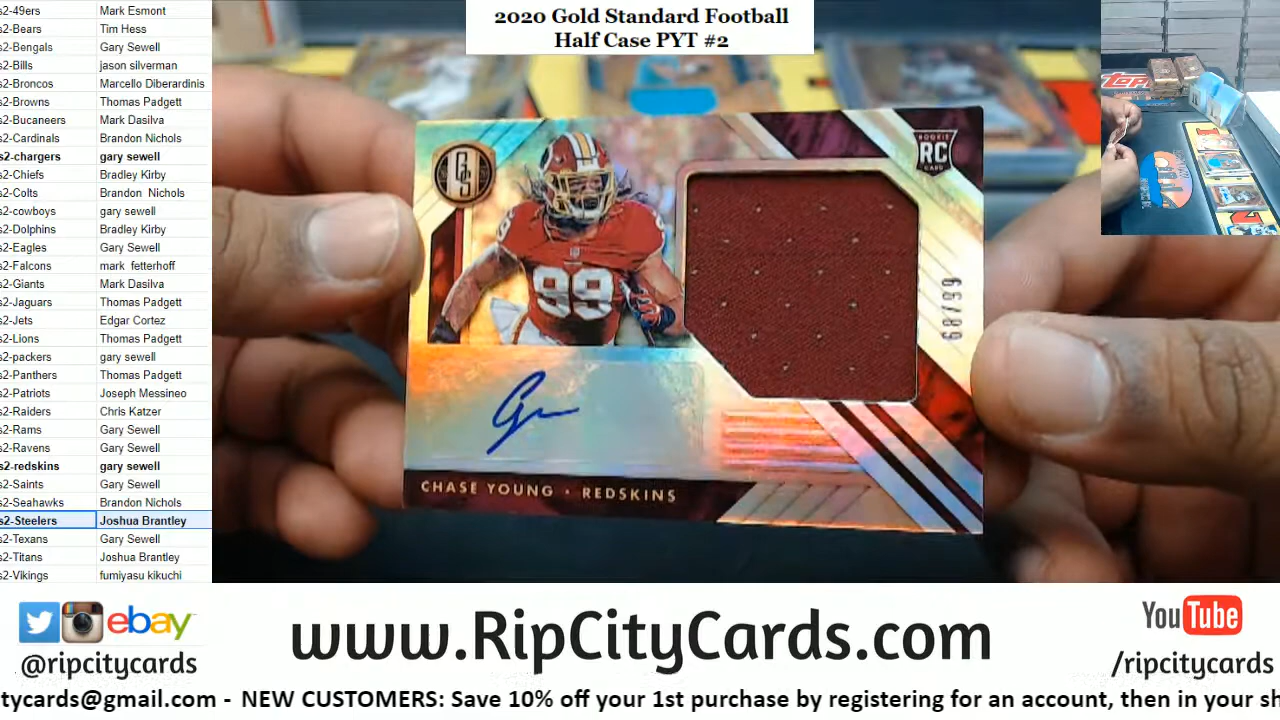 2020 Gold Standard Football
Half Case PYT #2
s2-49ers Mark Esmont
s2-Bears Tim Hess
s2-Bengals Gary Sewell
s2-Bills jason silverman
s2-Broncos Marcello Diberardinis
s2-Browns Thomas Padgett
s2-Bucaneers Mark Dasilva
s2-Cardinals Brandon Nichols
s2-chargers gary sewell
s2-Chiefs Bradley Kirby
s2-Colts Brandon Nichols
s2-cowboys gary sewell
s2-Dolphins Bradley Kirby
s2-Eagles Gary Sewell
s2-Falcons mark fetterhoff
s2-Giants Mark Dasilva
s2-Jaguars Thomas Padgett
s2-Jets Edgar Cortez
s2-Lions Thomas Padgett
s2-packers gary sewell
s2-Panthers Thomas Padgett
s2-Patriots Joseph Messineo
s2-Raiders Chris Katzer
s2-Rams Gary Sewell
s2-Ravens Gary Sewell
s2-redskins gary sewell
s2-Saints Gary Sewell
s2-Seahawks Brandon Nichols
s2-Steelers Joshua Brantley
s2-Texans Gary Sewell
s2-Titans Joshua Brantley
s2-Vikings fumiyasu kikuchi
GS
ROOKIE
RC
CARD
99
99
68/99
CHASE YOUNG · REDSKINS
TOPPS
ebay
@ripcitycards
www.RipCityCards.com
YouTube
/ripcitycards
tycards@gmail.com - NEW CUSTOMERS: Save 10% off your 1st purchase by registering for an account, then in your sh